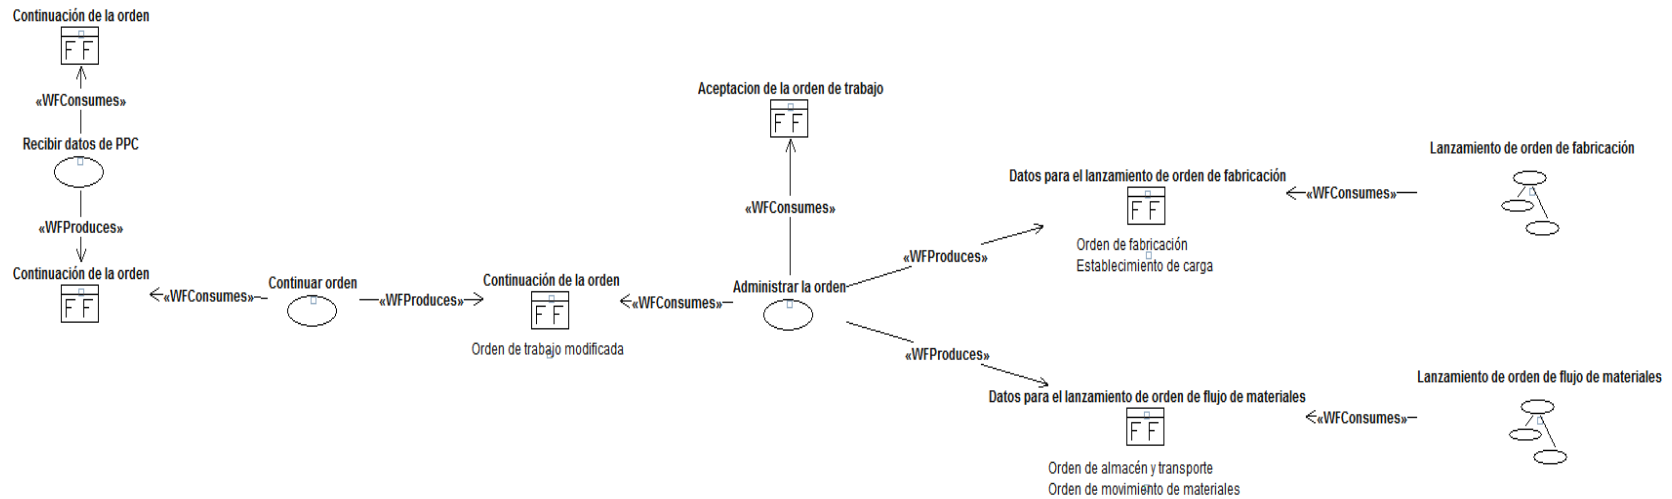 Continuación de la orden
F F
«WFConsumes»
Recibir datos de PPC
«WFProduces»
Continuación de la orden
F F
«WFConsumes»
Continuar orden
«WFProduces»
Continuación de la orden
F F
Orden de trabajo modificada
«WFConsumes»
Aceptacion de la orden de trabajo
F F
«WFConsumes»
Administrar la orden
«WFProduces»
Datos para el lanzamiento de orden de fabricación
F F
Orden de fabricación
Establecimiento de carga
«WFConsumes»
Lanzamiento de orden de fabricación
«WFProduces»
Datos para el lanzamiento de orden de flujo de materiales
F F
Orden de almacén y transporte
Orden de movimiento de materiales
«WFConsumes»
Lanzamiento de orden de flujo de materiales